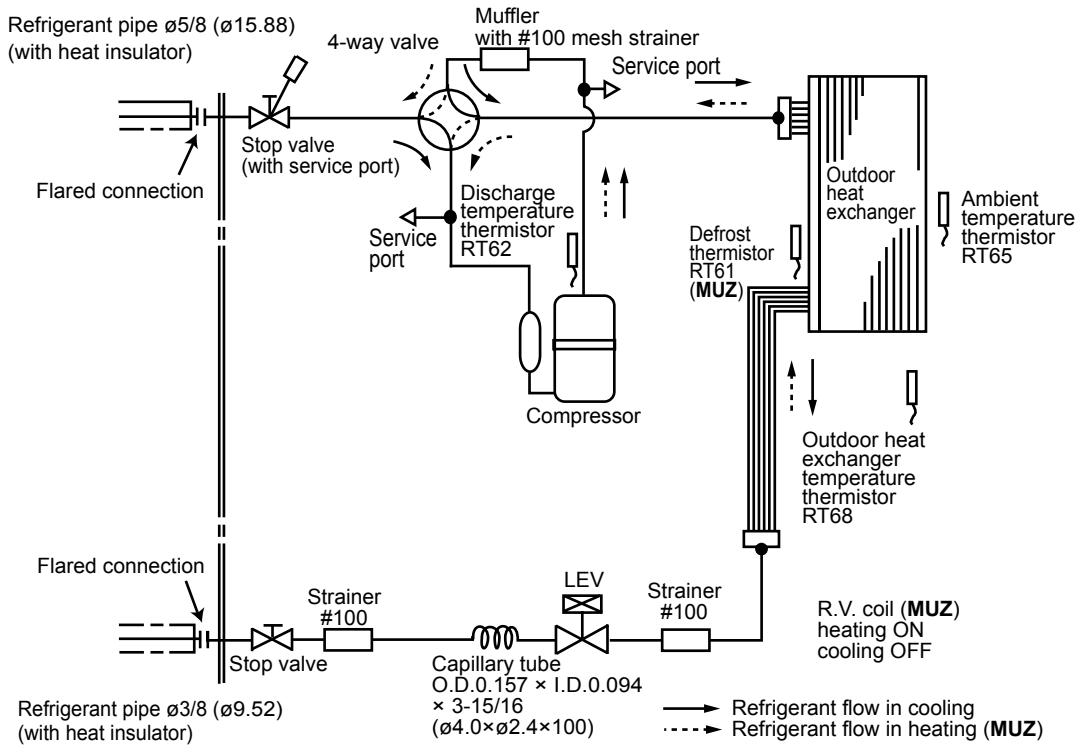 Refrigerant pipe ø5/8 (ø15.88)
(with heat insulator)
4-way valve
Muffler
with #100 mesh strainer
Service port
Stop valve
(with service port)
Flared connection
Discharge
temperature
thermistor
RT62
Service
port
Compressor
Outdoor
heat
exchanger
Defrost
thermistor
RT61
(MUZ)
Ambient
temperature
thermistor
RT65
Outdoor heat
exchanger
temperature
thermistor
RT68
Flared connection
Strainer
#100
LEV
Strainer
#100
Stop valve
Capillary tube
O.D.0.157 × I.D.0.094
× 3-15/16
(ø4.0×ø2.4×100)
R.V. coil (MUZ)
heating ON
cooling OFF
Refrigerant pipe ø3/8 (ø9.52)
(with heat insulator)
Refrigerant flow in cooling
Refrigerant flow in heating (MUZ)